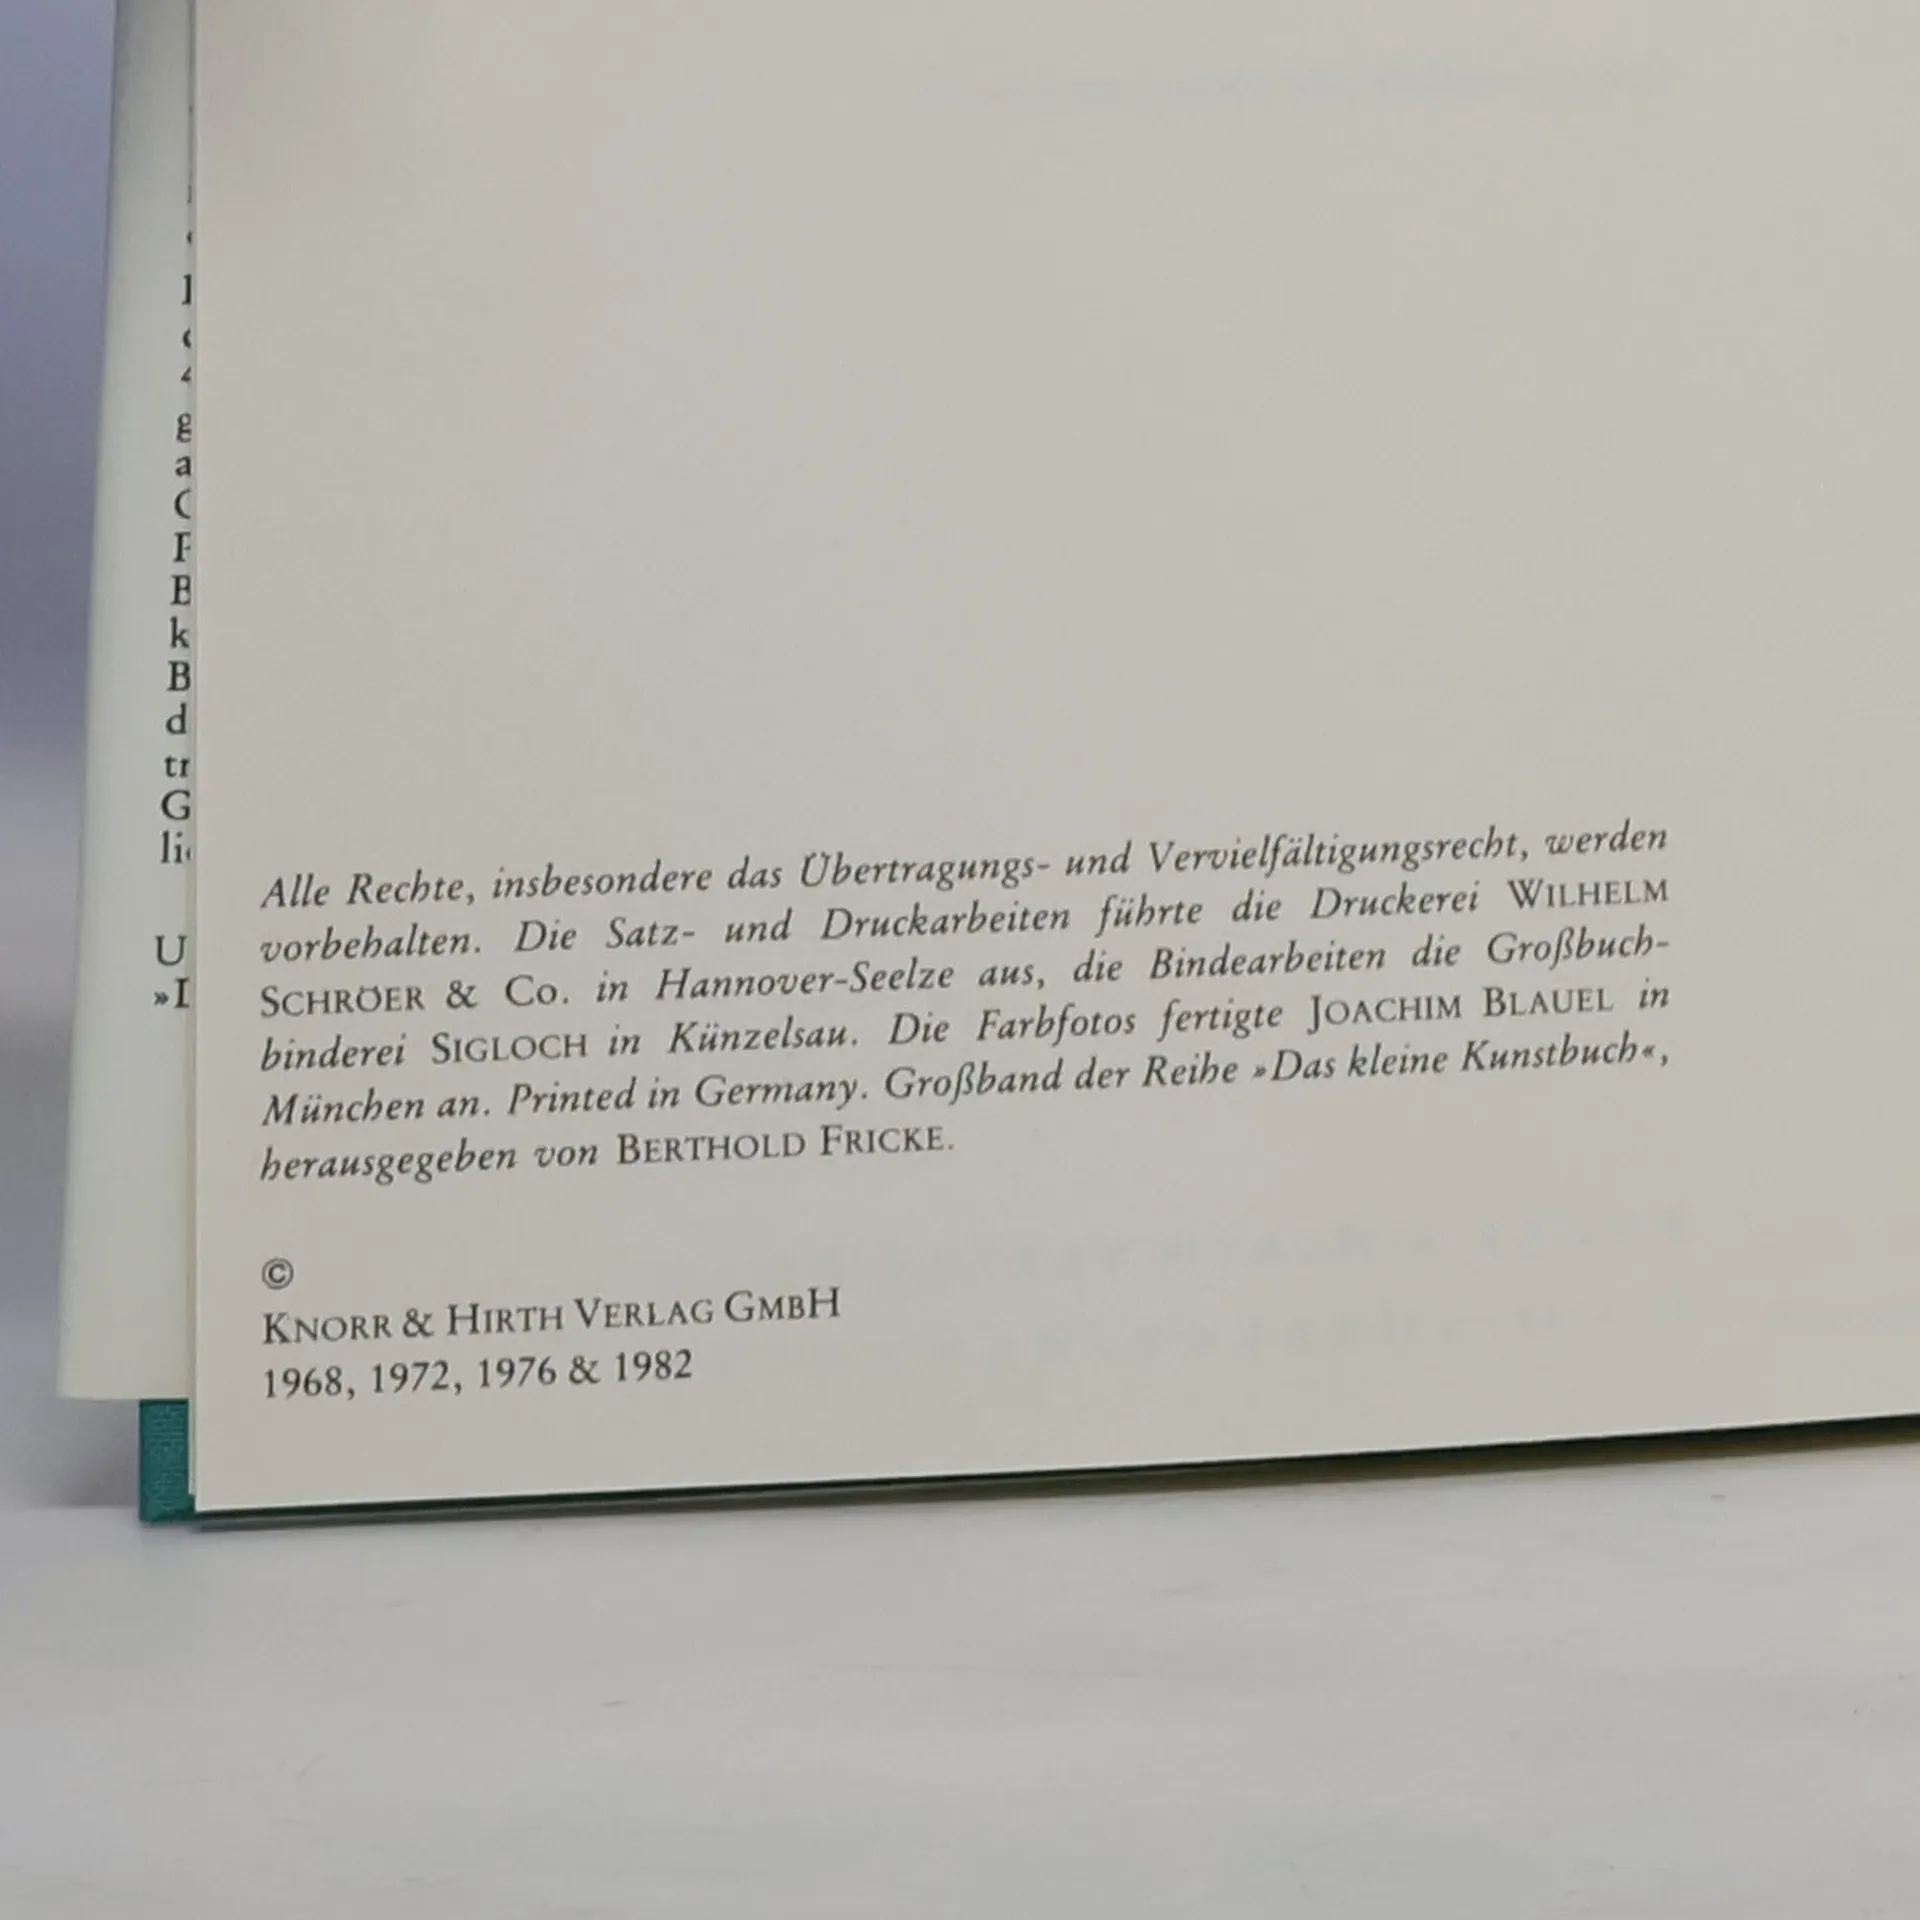 g
a
B
k
B
d
tr
G
U
Alle Rechte, insbesondere das Übertragungs- und Vervielfältigungsrecht, werden
vorbehalten. Die Satz- und Druckarbeiten führte die Druckerei WILHELM
SCHRÖER & CO. in Hannover-Seelze aus, die Bindearbeiten die Großbuch-
binderei SIGLOCH in Künzelsau. Die Farbfotos fertigte JOACHIM BLAUEL in
München an. Printed in Germany. Großband der Reihe »Das kleine Kunstbuch«,
herausgegeben von BERTHOLD FRICKE.
©
KNORR & HIRTH VERLAG GMBH
1968, 1972, 1976 & 1982